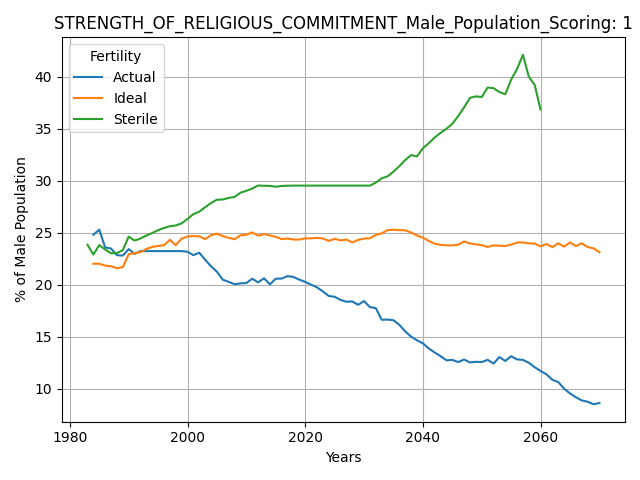 STRENGTH_OF_RELIGIOUS_COMMITMENT_Male_Population_Scoring: 1
Fertility
Actual
Ideal
Sterile
40
35
30
25
20
15
10
% of Male Population
1980
2000
2020
2040
2060
Years